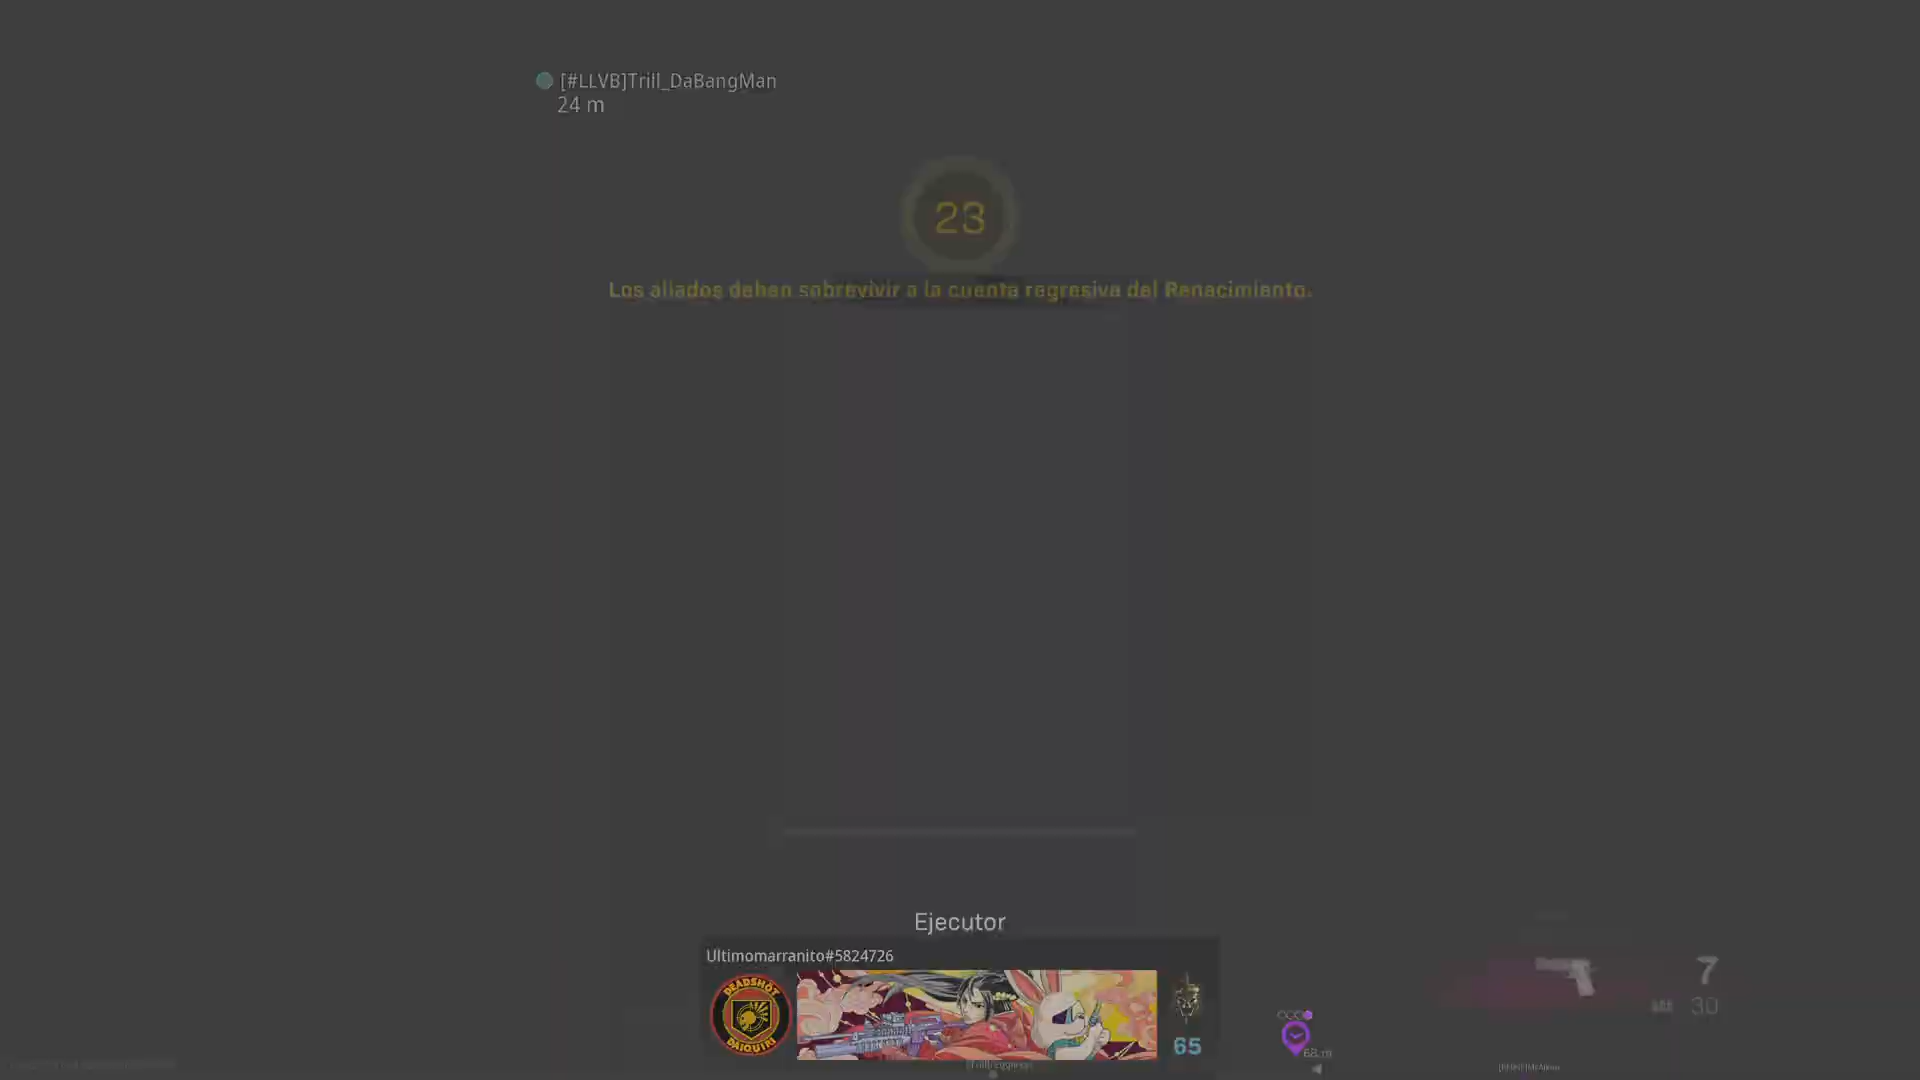 [#LLVB]Trill_DaBangMan
24 m
23
Los aliados deben sobrevivir a la cuenta regresiva del Renacimiento.
Ejecutor
Ultimomarranito#5824726
DEADSHOT
DAIQUIRI
65
68 m
7
30